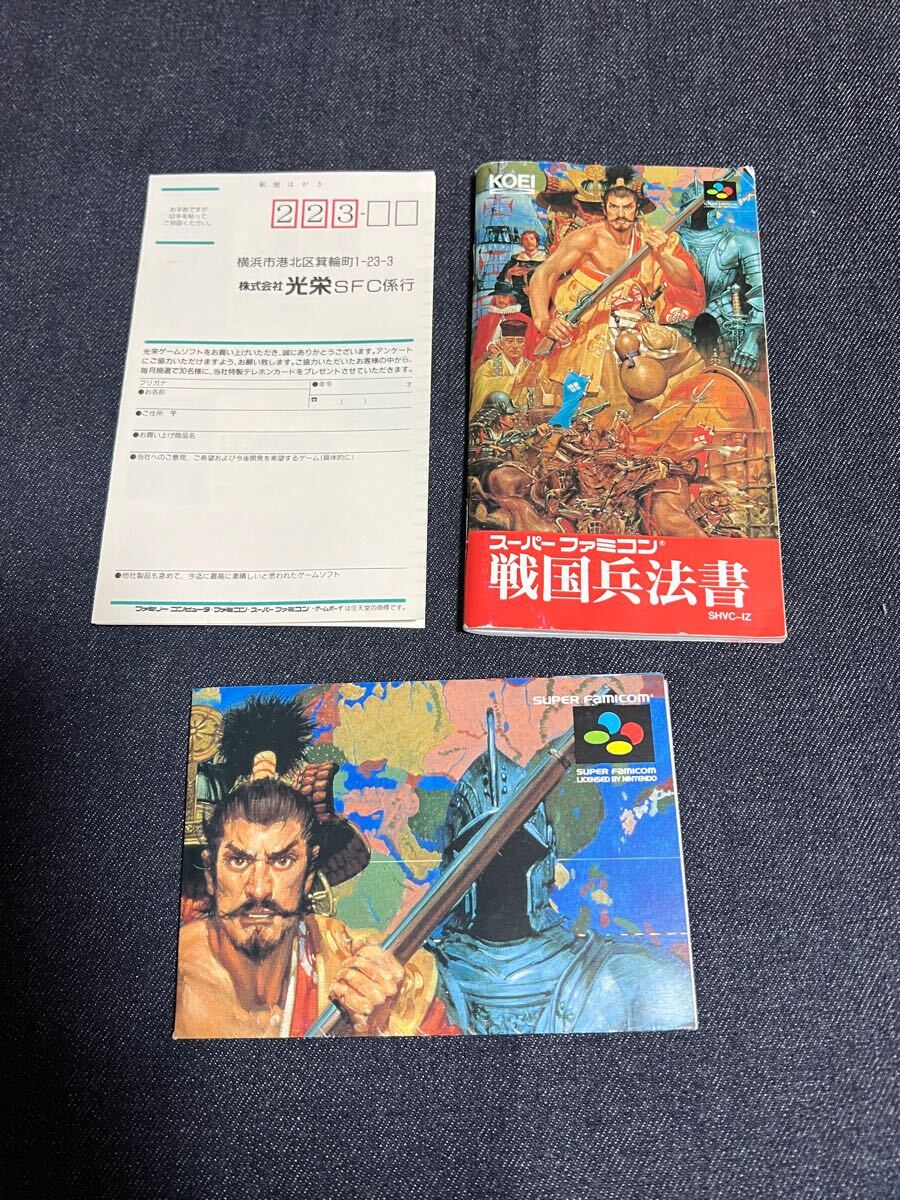 郵便はがき
お手数ですが
切手を貼って
ご投函ください。
223-
横浜市港北区箕輪町1-23-3
株式会社 光栄SFC係行
光栄ゲームソフトをお買い上げいただき、誠にありがとうございます。アンケート
にご協力いただけますよう、お願い致します。ご協力いただいたお客様の中から、
毎月抽選で30名様に、当社特製テレホンカードをプレゼントさせていただきます。
フリガナ
●お名前
●年令 才
☎ ( )
●ご住所 〒
●お買い上げ商品名
●当社へのご意見、ご希望および今後開発を希望するゲーム(具体的に)
●他社製品も含めて、今迄に最高に素晴しいと思われたゲームソフト
ファミリーコンピュータ・ファミコン・スーパーファミコン・ゲームボーイは任天堂の商標です。
KOEI
スーパーファミコン®
戦国兵法書
SHVC-IZ
SUPER FAMICOM
SUPER FAMICOM
LICENSED BY NINTENDO